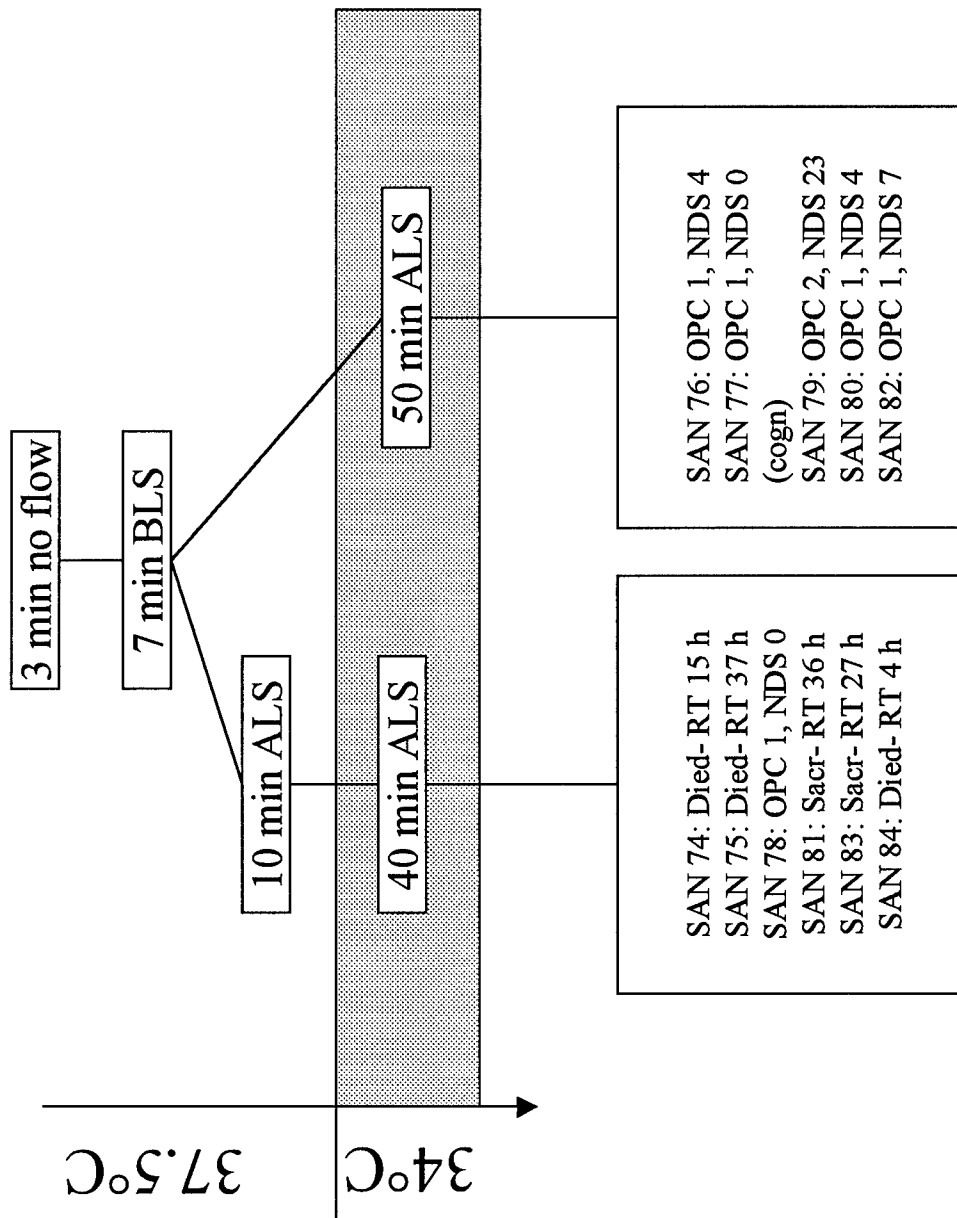 3 min no flow
7 min BLS
10 min ALS
40 min ALS
50 min ALS
37.5°C
34°C
SAN 74: Died-RT 15 h
SAN 75: Died-RT 37 h
SAN 78: OPC 1, NDS 0
SAN 81: Sacr-RT 36 h
SAN 83: Sacr-RT 27 h
SAN 84: Died-RT 4 h
SAN 76: OPC 1, NDS 4
SAN 77: OPC 1, NDS 0
(cogn)
SAN 79: OPC 2, NDS 23
SAN 80: OPC 1, NDS 4
SAN 82: OPC 1, NDS 7